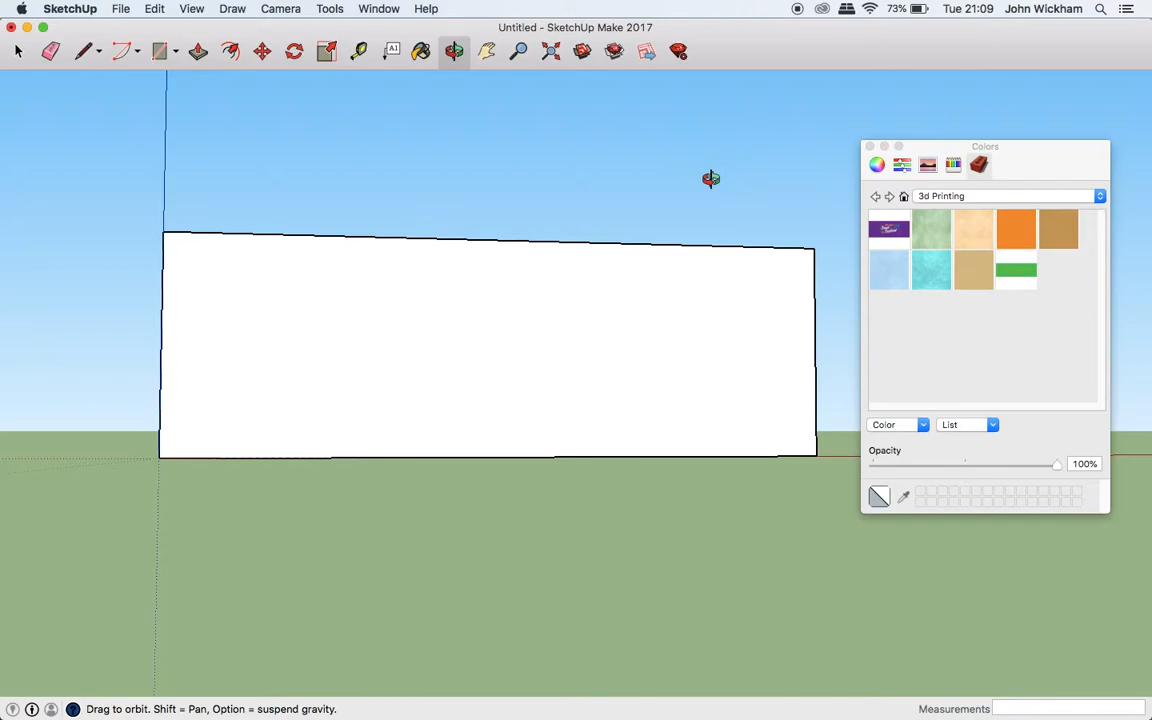 SketchUp File Edit View Draw Camera Tools Window Help 73% Tue 21:09 John Wickham
Untitled - SketchUp Make 2017
A1
Colors
3d Printing
Color List
Opacity
100%
Drag to orbit. Shift = Pan, Option = suspend gravity. Measurements